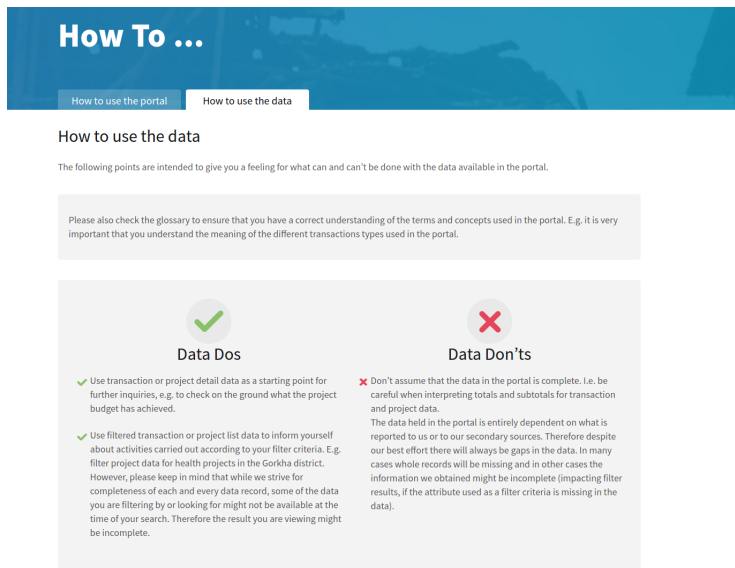 How To ...
How to use the portal
How to use the data
How to use the data
The following points are intended to give you a feeling for what can and can't be done with the data available in the portal.
Please also check the glossary to ensure that you have a correct understanding of the terms and concepts used in the portal. E.g. it is very
important that you understand the meaning of the different transactions types used in the portal.
Data Dos
Use transaction or project detail data as a starting point for
further inquiries, e.g. to check on the ground what the project
budget has achieved.
Use filtered transaction or project list data to inform yourself
about activities carried out according to your filter criteria. E.g.
filter project data for health projects in the Gorkha district.
However, please keep in mind that while we strive for
completeness of each and every data record, some of the data
you are filtering by or looking for might not be available at the
time of your search. Therefore the result you are viewing might
be incomplete.
Data Don'ts
Don't assume that the data in the portal is complete. I.e. be
careful when interpreting totals and subtotals for transaction
and project data.
The data held in the portal is entirely dependent on what is
reported to us or to our secondary sources. Therefore despite
our best effort there will always be gaps in the data. In many
cases whole records will be missing and in other cases the
information we obtained might be incomplete (impacting filter
results, if the attribute used as a filter criteria is missing in the
data).